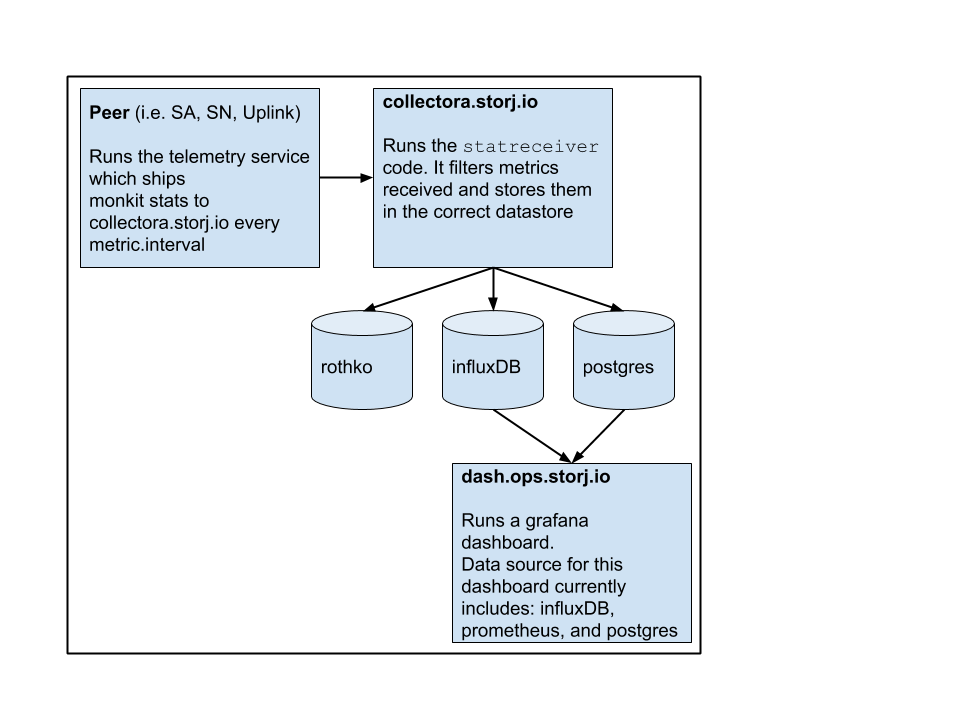 Peer (i.e. SA, SN, Uplink)
Runs the telemetry service
which ships
monkit stats to
collectora.storj.io every
metric.interval
collectora.storj.io
Runs the statreceiver
code. It filters metrics
received and stores them
in the correct datastore
rothko
influxDB
postgres
dash.ops.storj.io
Runs a grafana
dashboard.
Data source for this
dashboard currently
includes: influxDB,
prometheus, and postgres